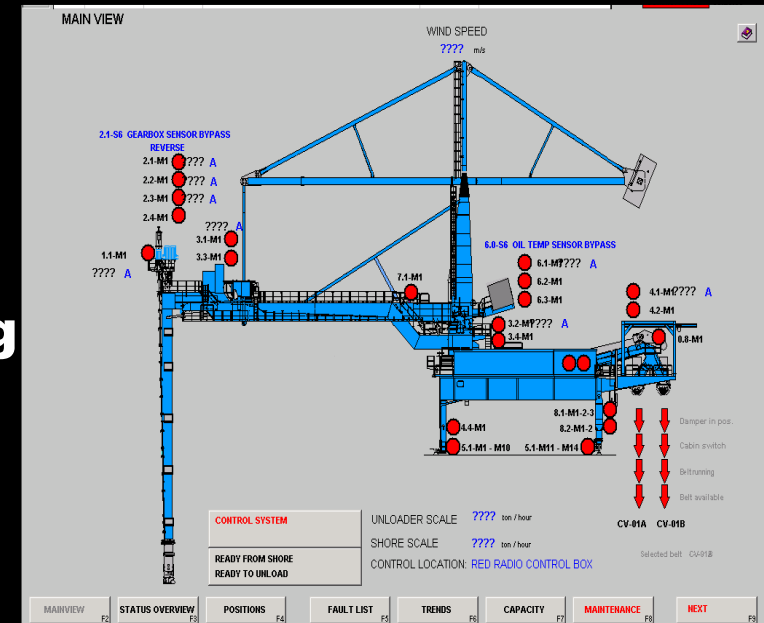 MAIN VIEW
WIND SPEED
???? m/s
2.1-S6 GEARBOX SENSOR BYPASS
REVERSE
2.1-M1 ???? A
2.2-M1 ???? A
2.3-M1 ???? A
2.4-M1
???? A
3.1-M1
3.3-M1
1.1-M1
???? A
6.0-S6 OIL TEMP SENSOR BYPASS
6.1-M1 ???? A
6.2-M1
6.3-M1
7.1-M1
3.2-M1 ???? A
3.4-M1
4.1-M1 ???? A
4.2-M1
0.8-M1
8.1-M1-2-3
8.2-M1-2
4.4-M1
5.1-M1 - M10
5.1-M11 - M14
Damper in pos.
Cabin switch
Belt running
Belt available
CV-01A CV-01B
Selected belt
g
CONTROL SYSTEM
READY FROM SHORE
READY TO UNLOAD
UNLOADER SCALE ???? ton / hour
SHORE SCALE ???? ton / hour
CONTROL LOCATION: RED RADIO CONTROL BOX
MAINVIEW F2
STATUS OVERVIEW F3
POSITIONS F4
FAULT LIST F5
TRENDS F6
CAPACITY F7
MAINTENANCE F8
NEXT F9